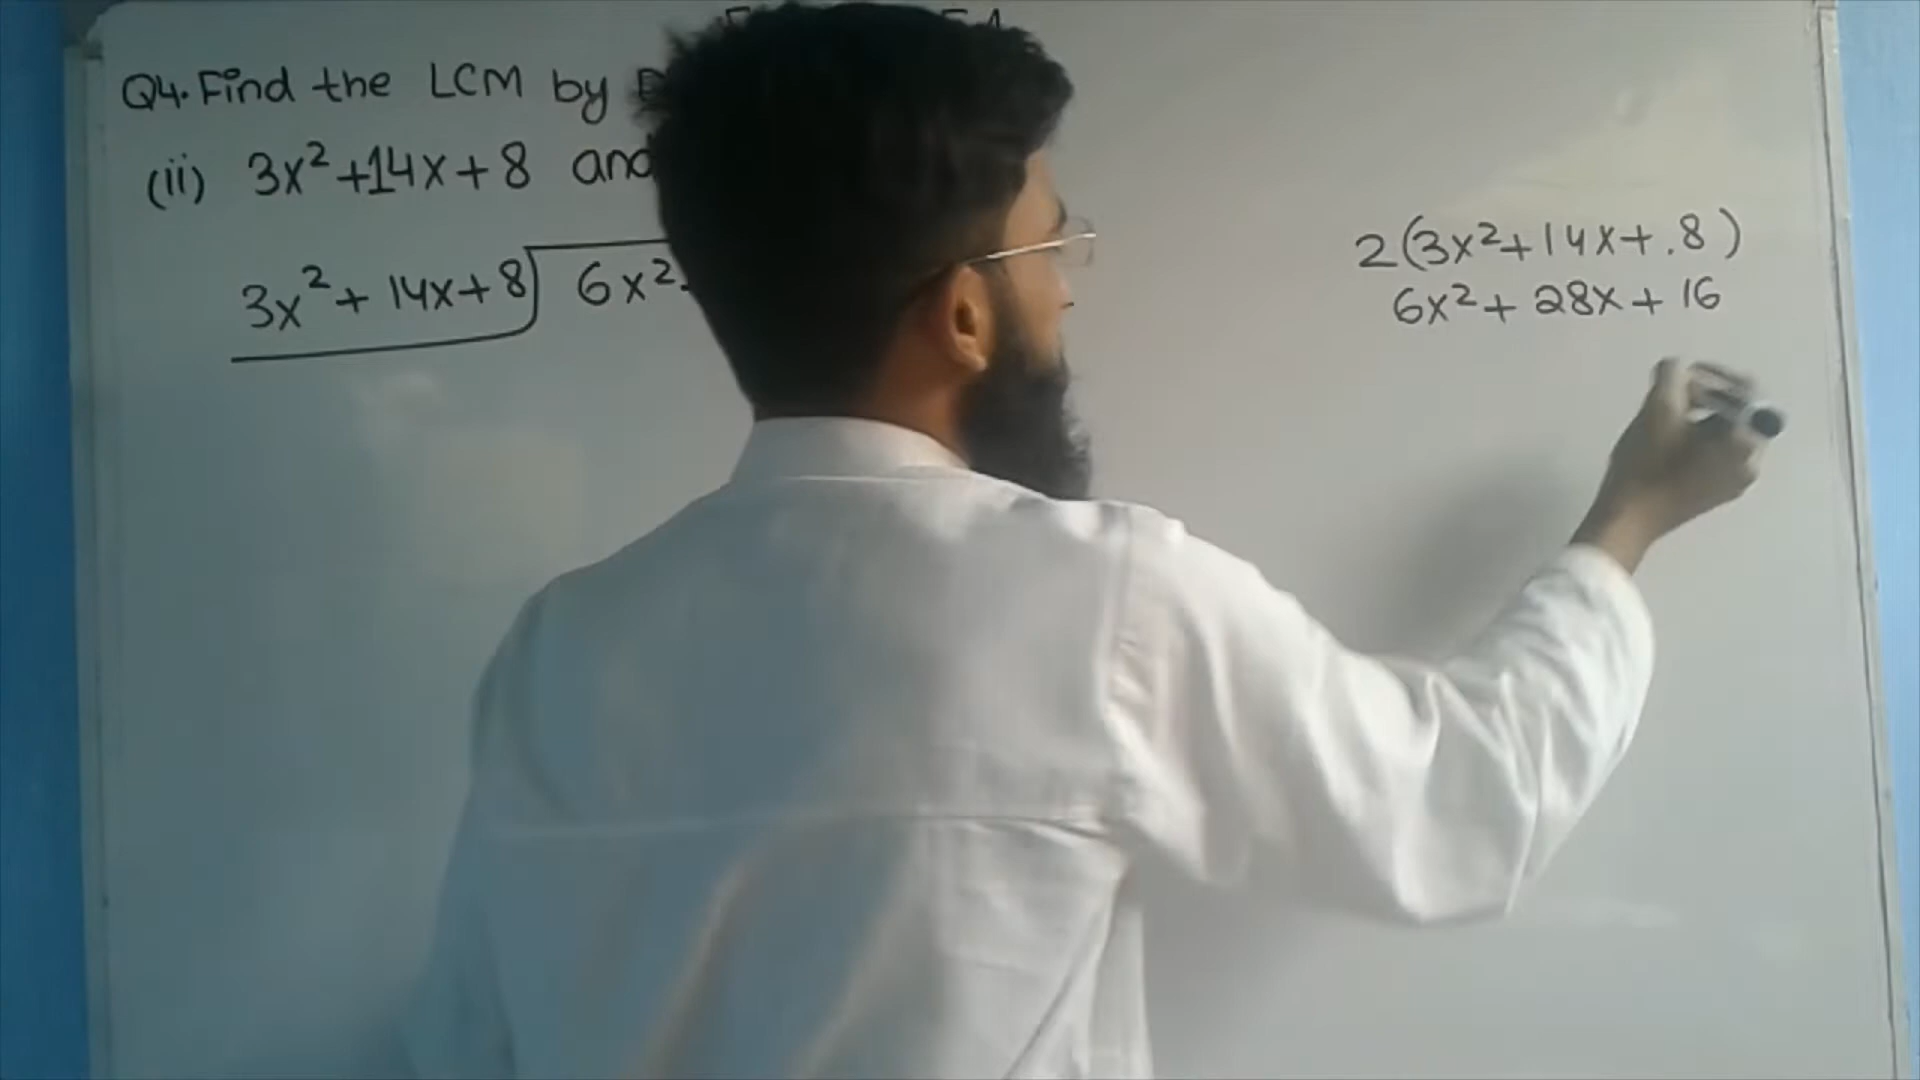 Q4. Find the LCM by
(ii) 3x²+14x+8 and
3x²+14x+8) 6x²
2(3x²+14x+.8)
6x²+28x+16